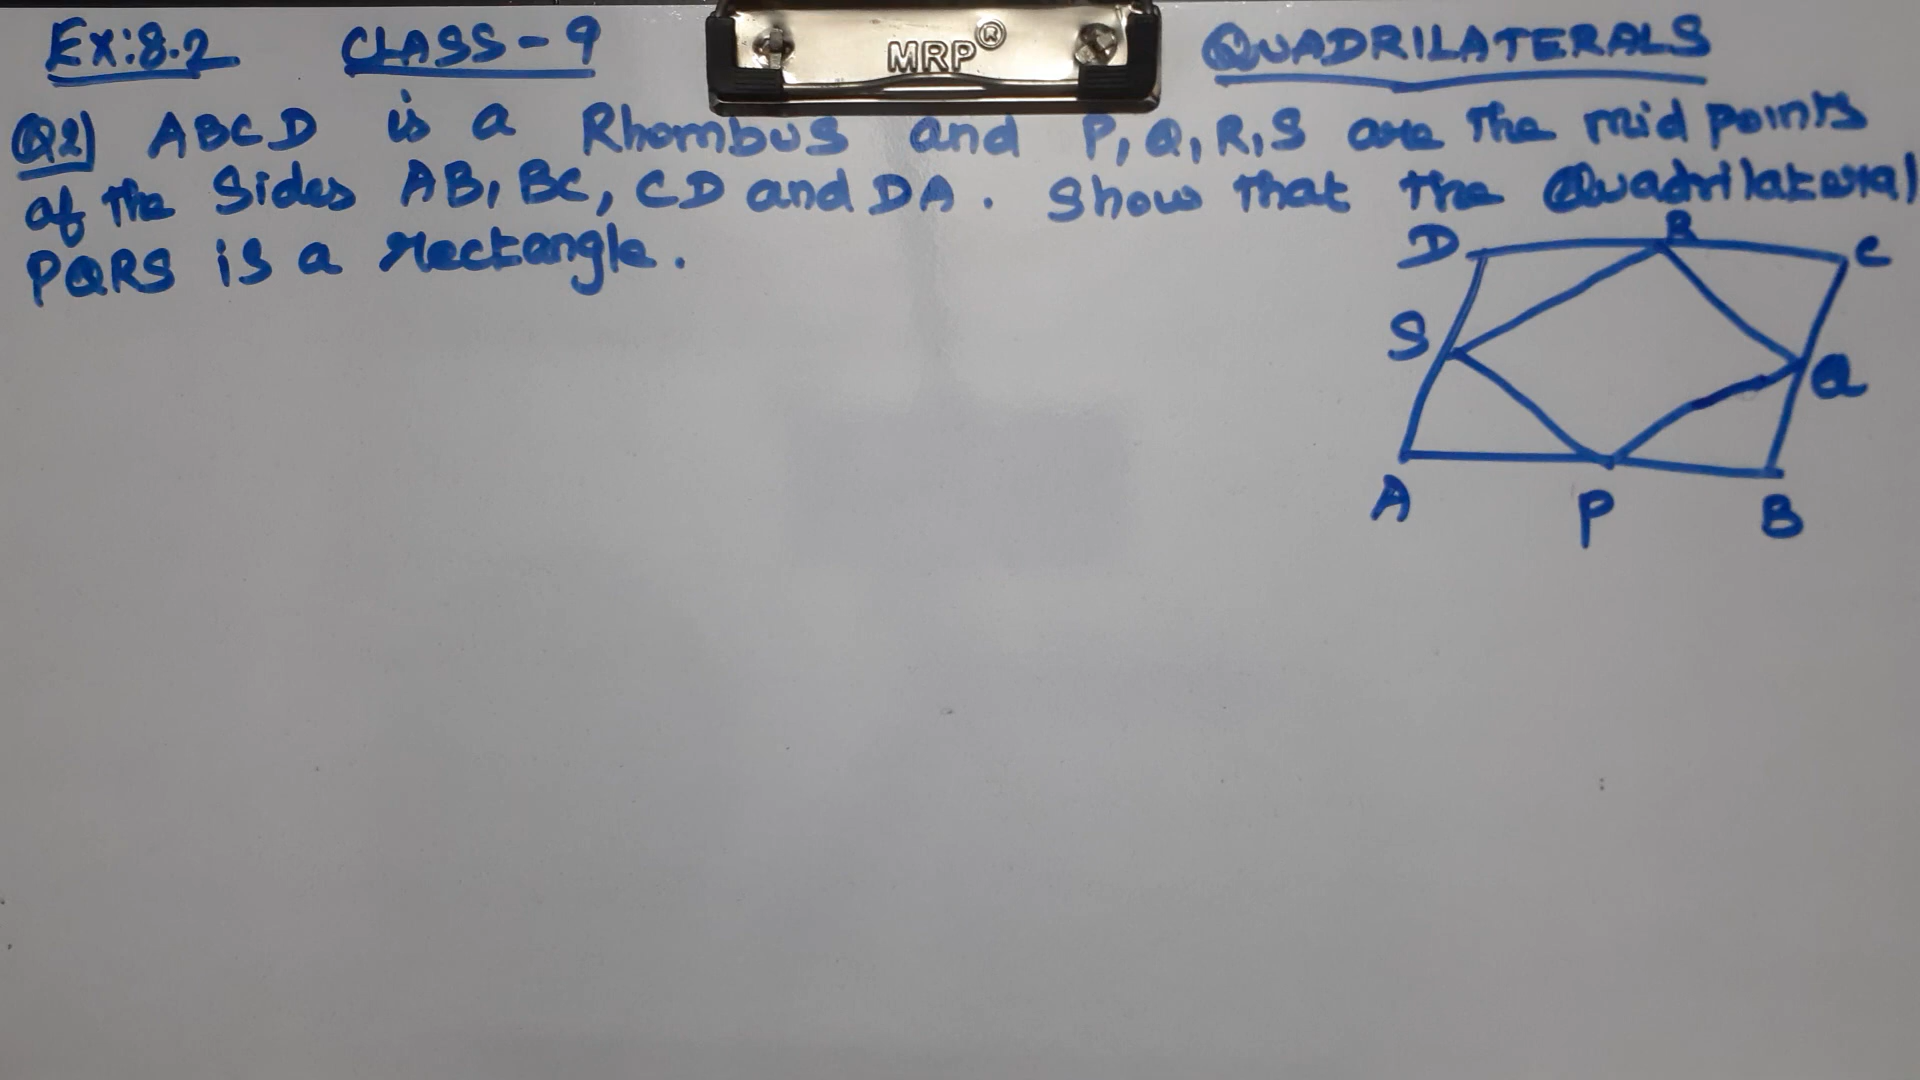 Ex:8.2 CLASS-9 MRP® QUADRILATERALS
Q2) ABCD is a Rhombus and P,Q,R,S are the mid points
of the Sides AB, BC, CD and DA. Show that the Quadrilateral
PQRS is a rectangle.
D R C
S Q
A P B